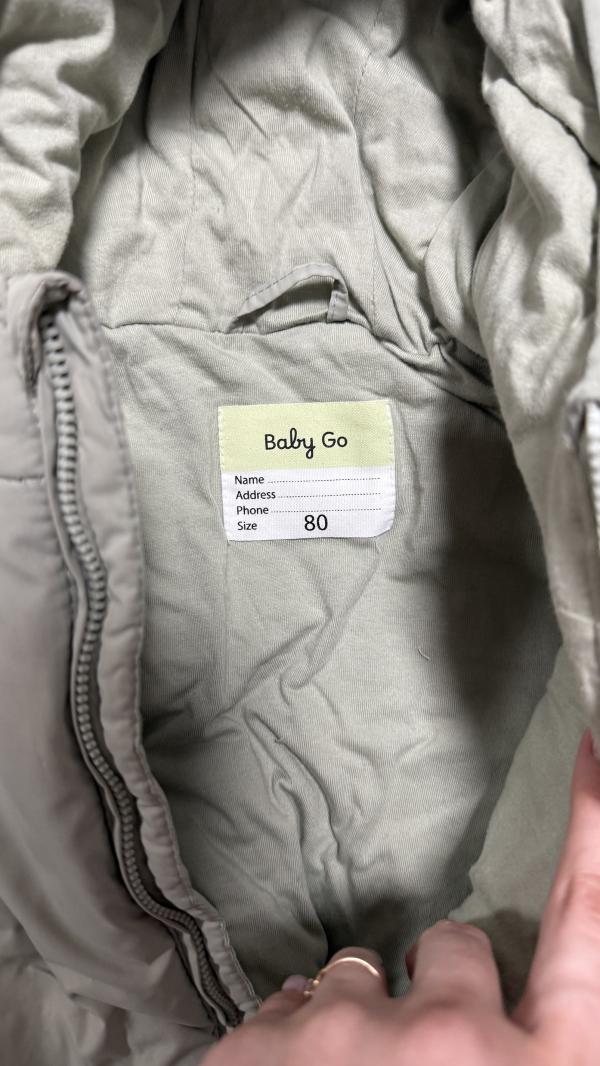 Baby Go
Name
Address
Phone
Size 80